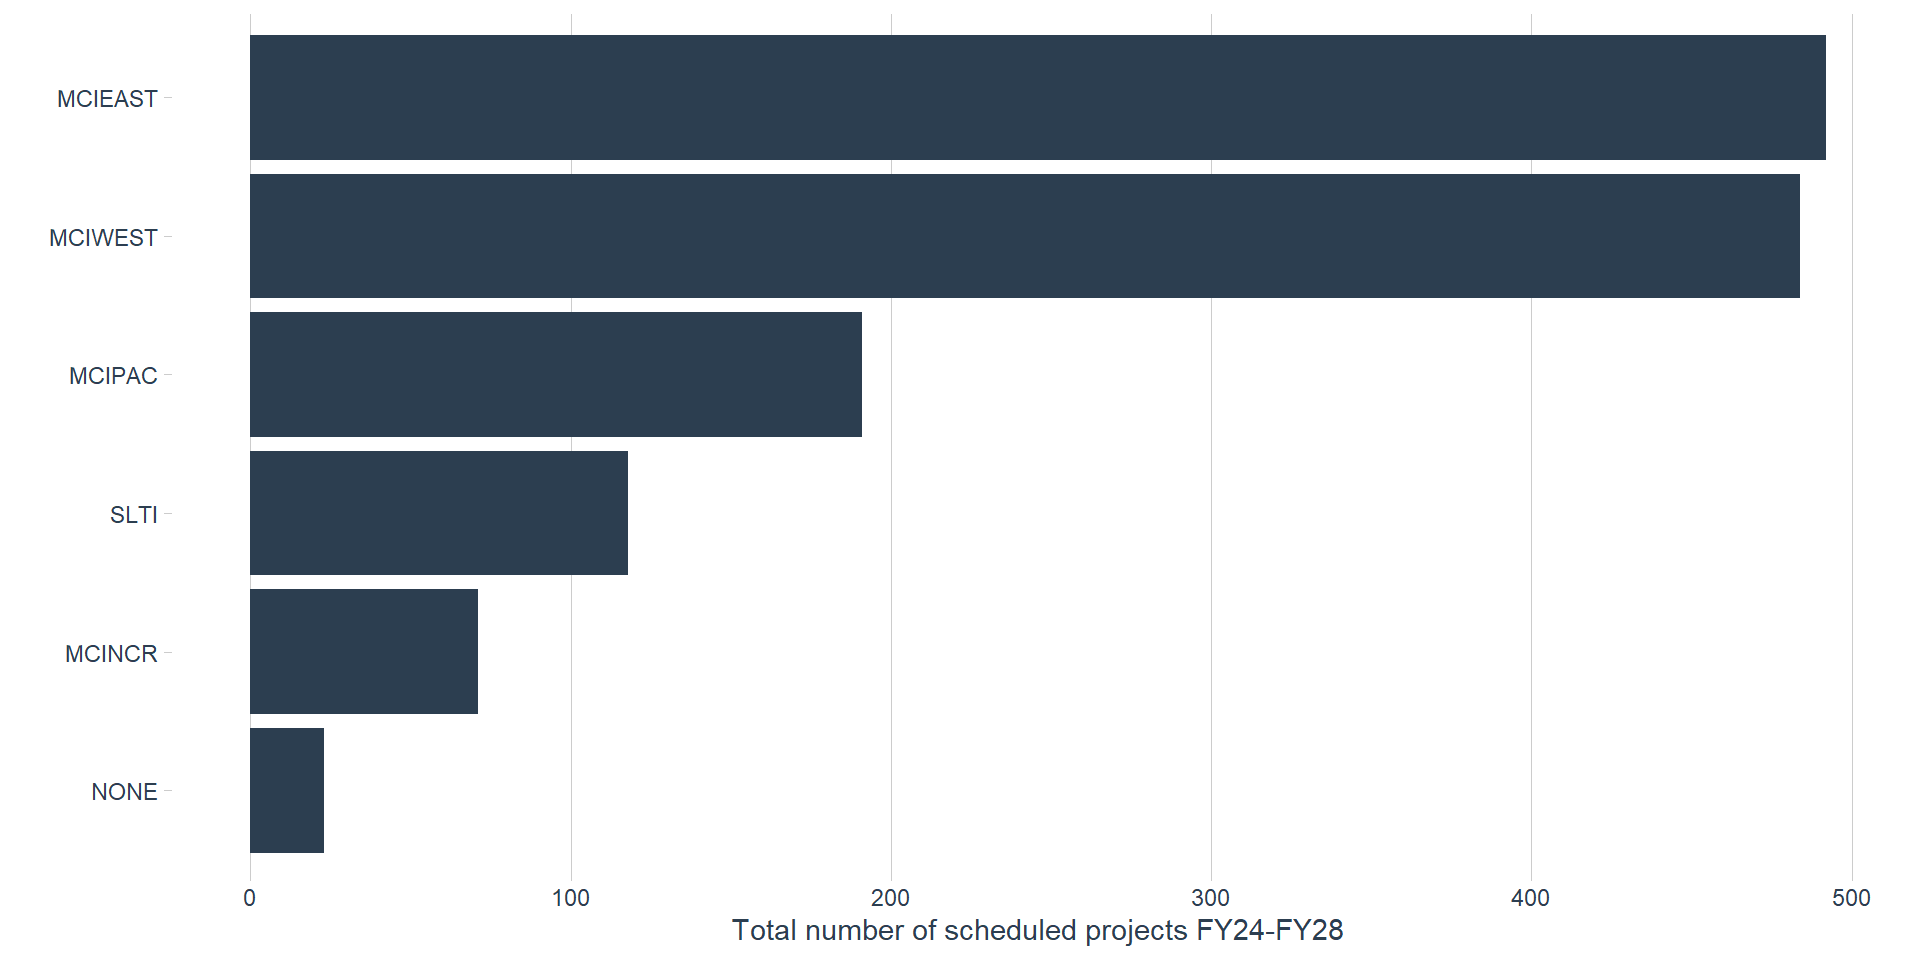 MCIEAST
MCIWEST
MCIPAC
SLTI
MCINCR
NONE
0 100 200 300 400 500
Total number of scheduled projects FY24-FY28